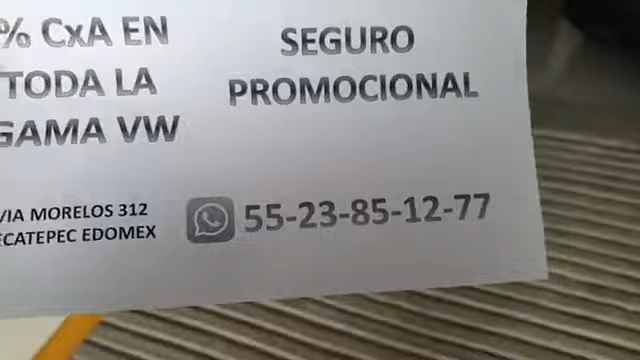 % CxA EN
TODA LA
GAMA VW
SEGURO
PROMOCIONAL
VIA MORELOS 312
ECATEPEC EDOMEX
55-23-85-12-77